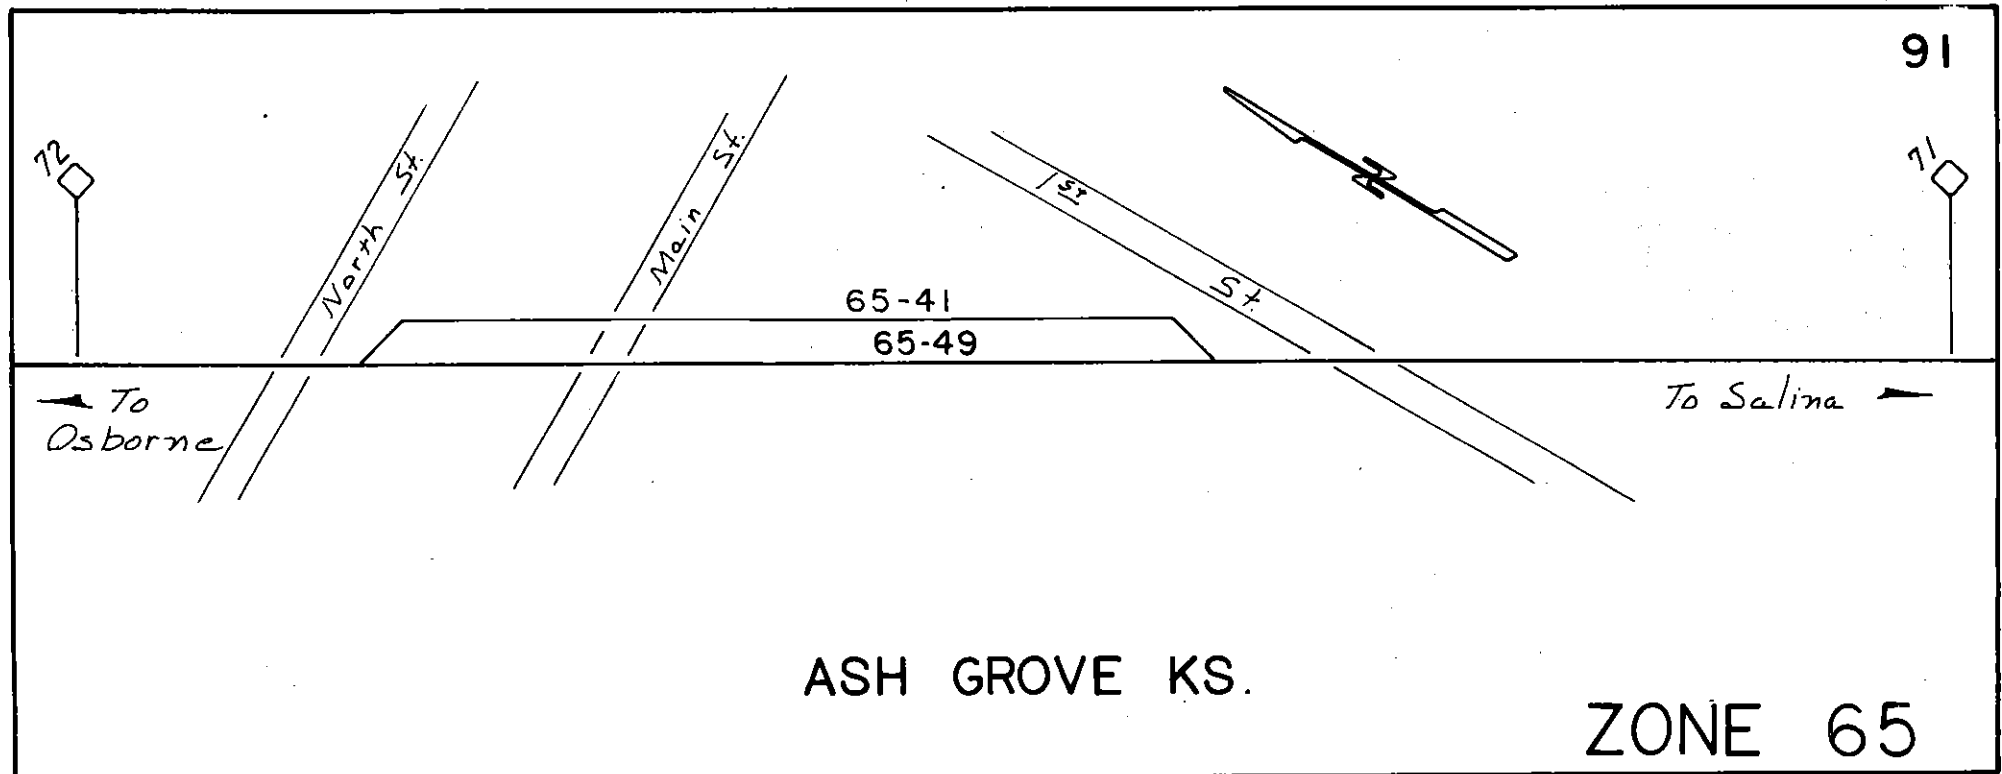 91
72
North St.
Main St.
1st St.
N
71
65-41
65-49
To
Osborne
To Salina
ASH GROVE KS.
ZONE 65